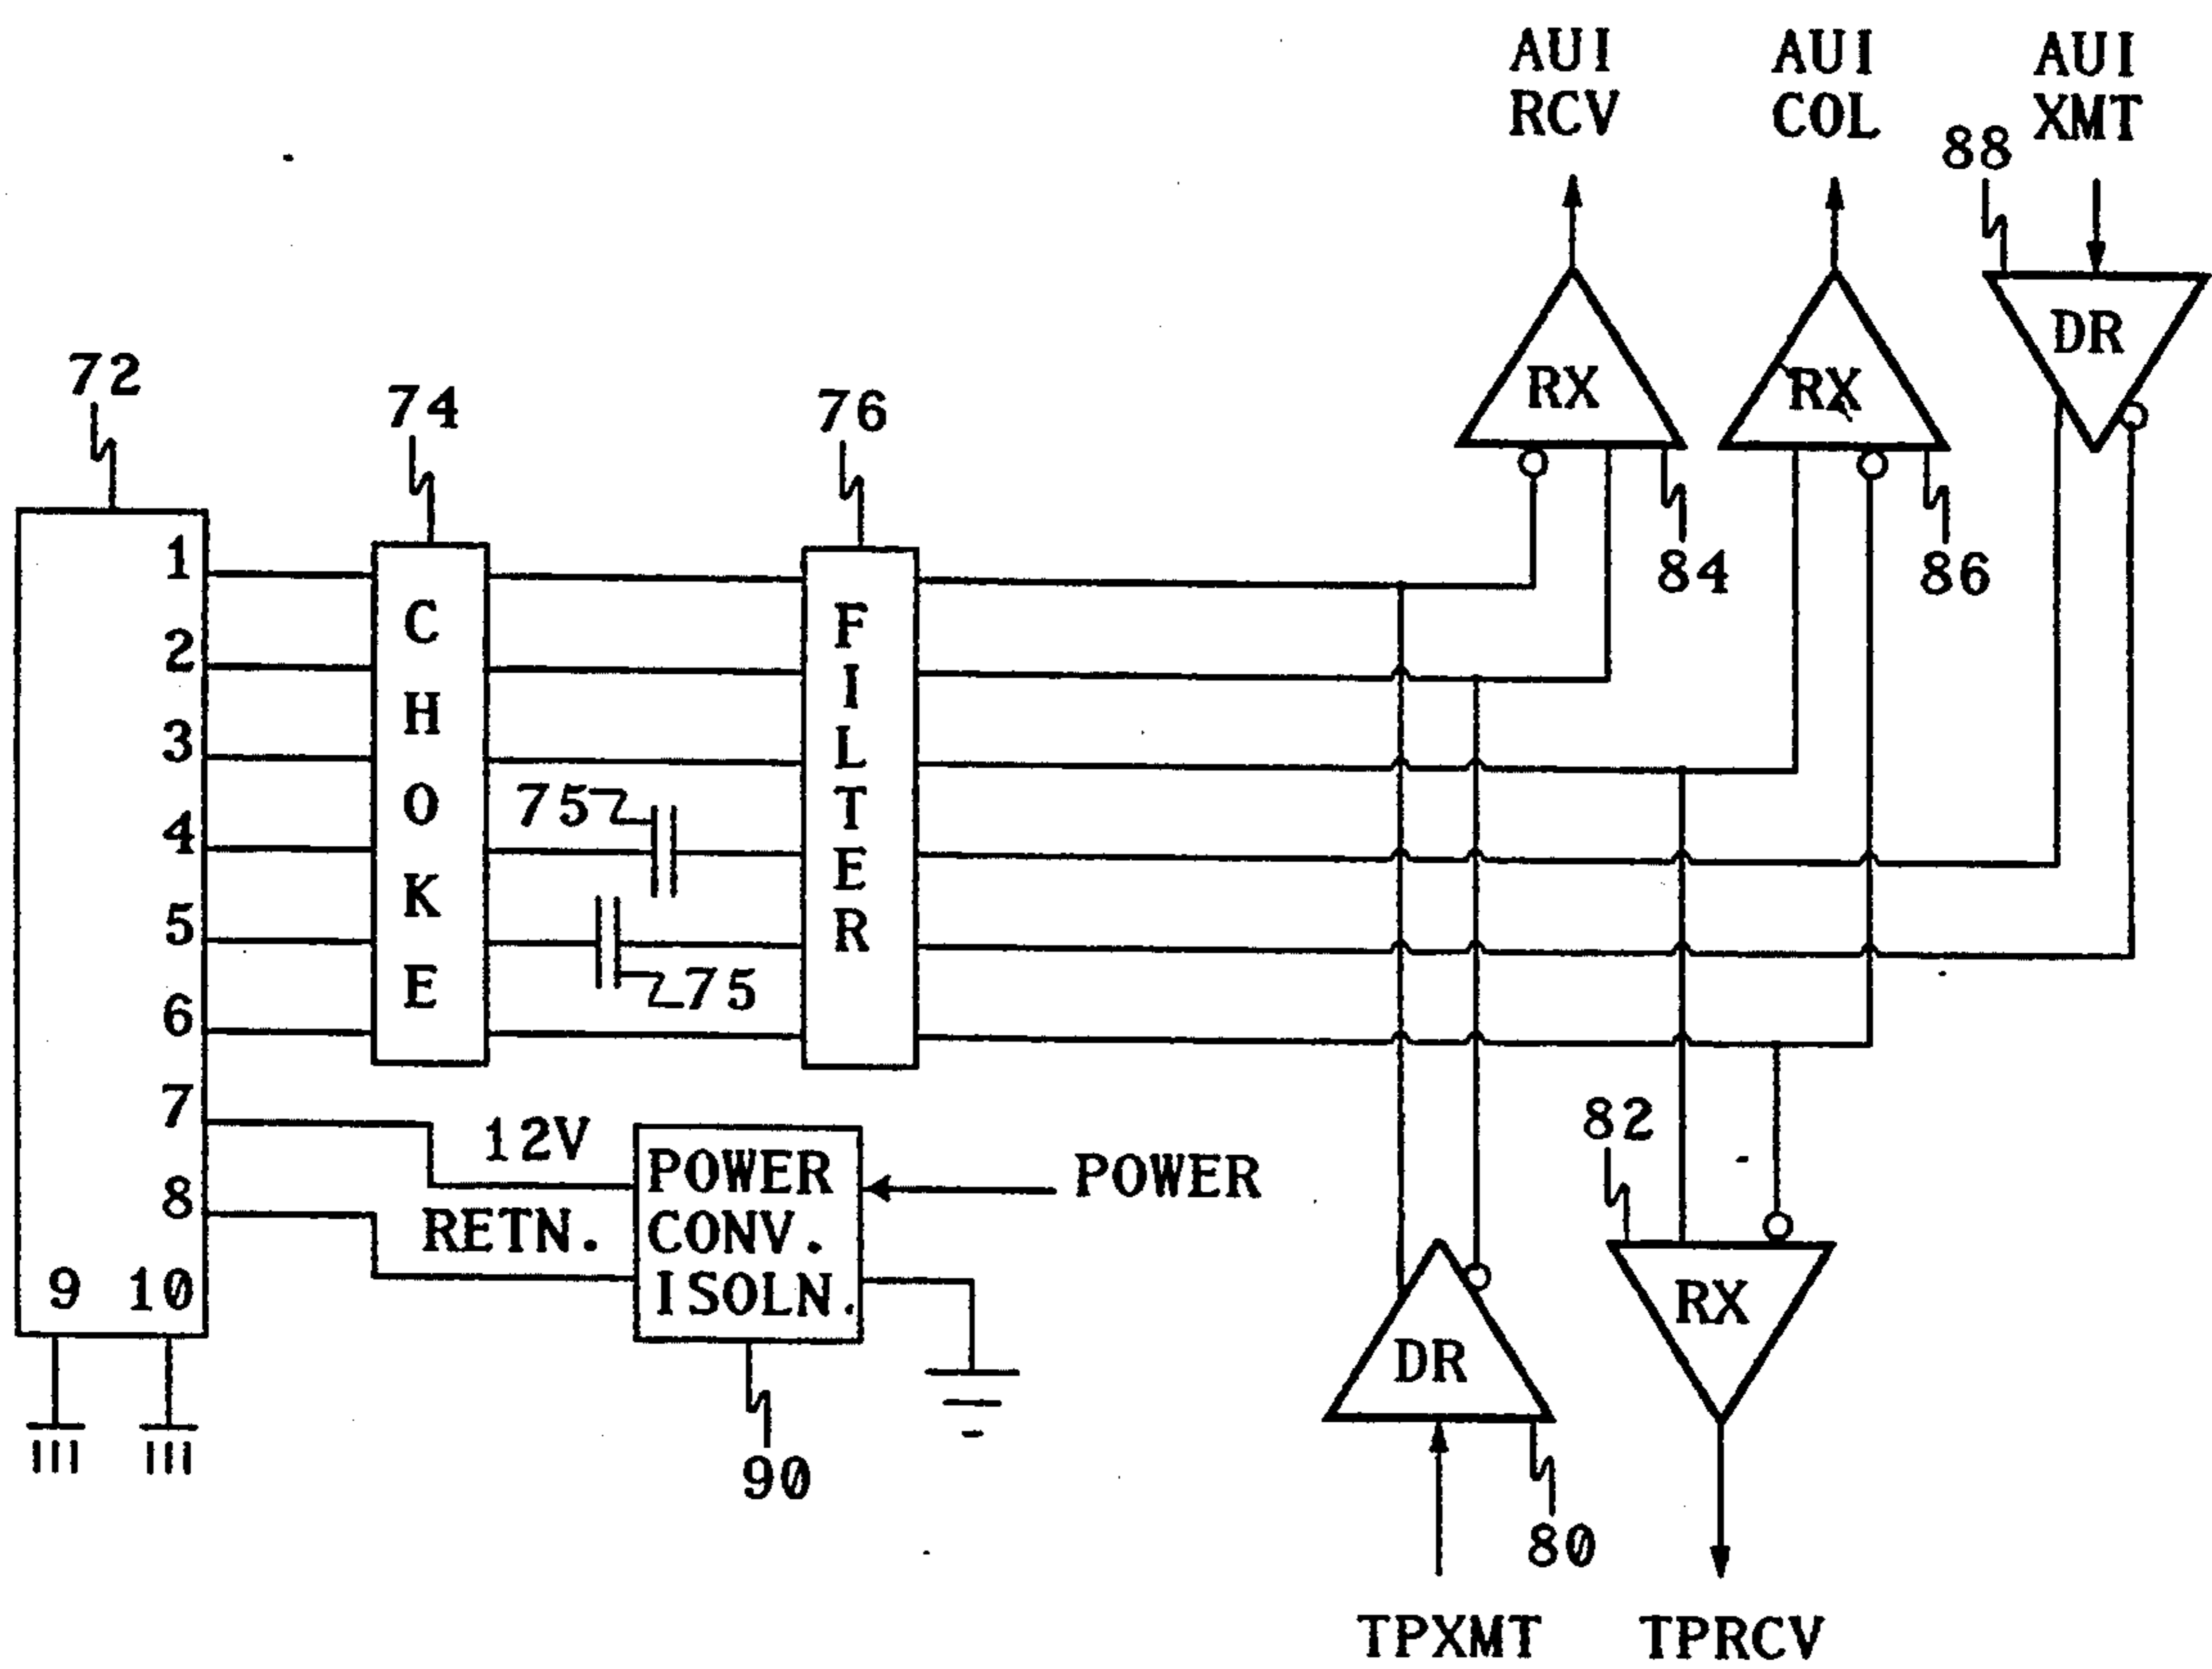 AUI
RCV
AUI
COL
AUI
XMT
88
72
74
76
DR
RX
RX
84
86
1
2
3
4
5
6
7
8
9 10
CHOKE
FILTER
75
75
12V
RETN.
POWER
CONV.
ISOLN.
POWER
90
82
RX
DR
80
TPXMT
TPRCV